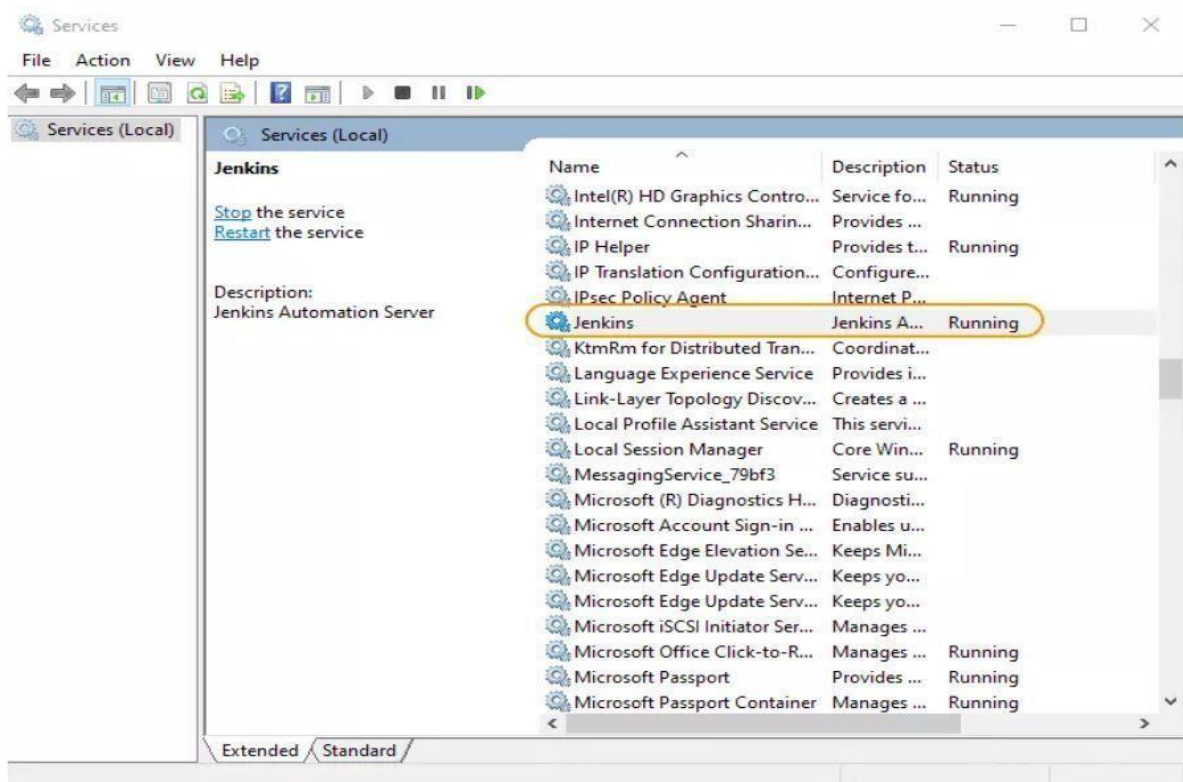 Services
File Action View Help
Services (Local)
Services (Local)
Jenkins
Stop the service
Restart the service
Description:
Jenkins Automation Server
Name Description Status
Intel(R) HD Graphics Contro... Service fo... Running
Internet Connection Sharin... Provides ...
IP Helper Provides t... Running
IP Translation Configuration... Configure...
IPsec Policy Agent Internet P...
Jenkins Jenkins A... Running
KtmRm for Distributed Tran... Coordinat...
Language Experience Service Provides i...
Link-Layer Topology Discov... Creates a ...
Local Profile Assistant Service This servi...
Local Session Manager Core Win... Running
MessagingService_79bf3 Service su...
Microsoft (R) Diagnostics H... Diagnosti...
Microsoft Account Sign-in ... Enables u...
Microsoft Edge Elevation Se... Keeps Mi...
Microsoft Edge Update Serv... Keeps yo...
Microsoft Edge Update Serv... Keeps yo...
Microsoft iSCSI Initiator Ser... Manages ...
Microsoft Office Click-to-R... Manages ... Running
Microsoft Passport Provides ... Running
Microsoft Passport Container Manages ... Running
Extended Standard